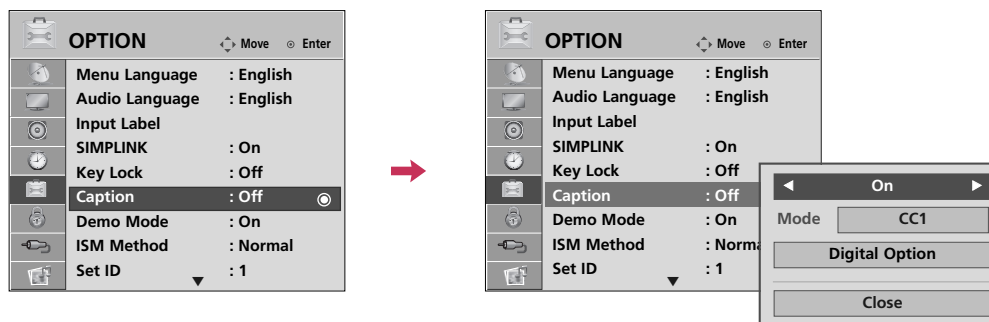 OPTION Move Enter
Menu Language : English
Audio Language : English
Input Label
SIMPLINK : On
Key Lock : Off
Caption : Off
Demo Mode : On
ISM Method : Normal
Set ID : 1
OPTION Move Enter
Menu Language : English
Audio Language : English
Input Label
SIMPLINK : On
Key Lock : Off
Caption : Off
Demo Mode : On
ISM Method : Norma
Set ID : 1
On
Mode CC1
Digital Option
Close